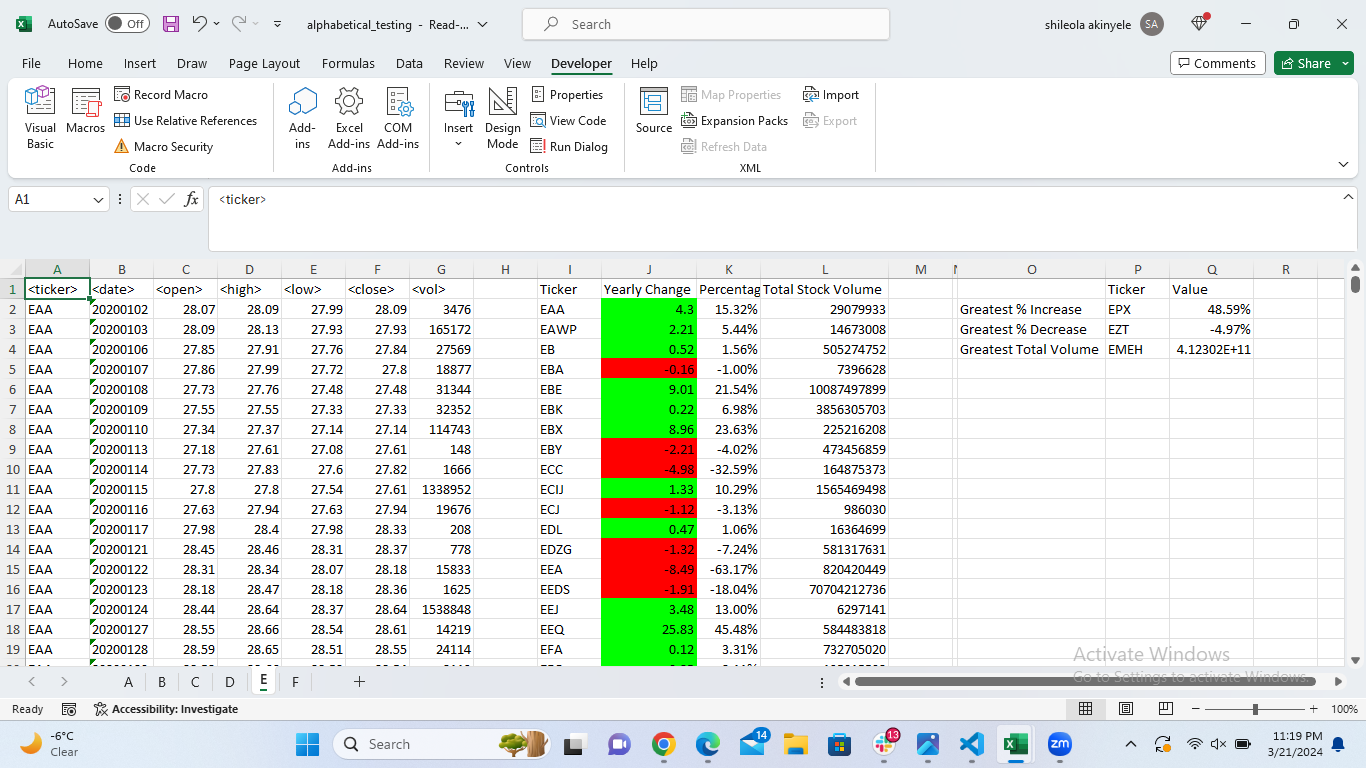 AutoSave Off alphabetical_testing - Read-... Search shileola akinyele SA
File Home Insert Draw Page Layout Formulas Data Review View Developer Help Comments Share
Visual Basic Macros Record Macro Use Relative References Macro Security Code
Add-ins Excel Add-ins COM Add-ins Add-ins
Insert Design Mode Properties View Code Run Dialog Controls
Source Map Properties Expansion Packs Refresh Data Import Export XML
A1 fx <ticker>
A B C D E F G H I J K L M N O P Q R
1 <ticker> <date> <open> <high> <low> <close> <vol> Ticker Yearly Change Percentag Total Stock Volume Ticker Value
2 EAA 20200102 28.07 28.09 27.99 28.09 3476 EAA 4.3 15.32% 29079933 Greatest % Increase EPX 48.59%
3 EAA 20200103 28.09 28.13 27.93 27.93 165172 EAWP 2.21 5.44% 14673008 Greatest % Decrease EZT -4.97%
4 EAA 20200106 27.85 27.91 27.76 27.84 27569 EB 0.52 1.56% 505274752 Greatest Total Volume EMEH 4.12302E+11
5 EAA 20200107 27.86 27.99 27.72 27.8 18877 EBA -0.16 -1.00% 7396628
6 EAA 20200108 27.73 27.76 27.48 27.48 31344 EBE 9.01 21.54% 10087497899
7 EAA 20200109 27.55 27.55 27.33 27.33 32352 EBK 0.22 6.98% 3856305703
8 EAA 20200110 27.34 27.37 27.14 27.14 114743 EBX 8.96 23.63% 225216208
9 EAA 20200113 27.18 27.61 27.08 27.61 148 EBY -2.21 -4.02% 473456859
10 EAA 20200114 27.73 27.83 27.6 27.82 1666 ECC -4.98 -32.59% 164875373
11 EAA 20200115 27.8 27.8 27.54 27.61 1338952 ECIJ 1.33 10.29% 1565469498
12 EAA 20200116 27.63 27.94 27.63 27.94 19676 ECJ -1.12 -3.13% 986030
13 EAA 20200117 27.98 28.4 27.98 28.33 208 EDL 0.47 1.06% 16364699
14 EAA 20200121 28.45 28.46 28.31 28.37 778 EDZG -1.32 -7.24% 581317631
15 EAA 20200122 28.31 28.34 28.07 28.18 15833 EEA -8.49 -63.17% 820420449
16 EAA 20200123 28.18 28.47 28.18 28.36 1625 EEDS -1.91 -18.04% 70704212736
17 EAA 20200124 28.44 28.64 28.37 28.64 1538848 EEJ 3.48 13.00% 6297141
18 EAA 20200127 28.55 28.66 28.54 28.61 14219 EEQ 25.83 45.48% 584483818
19 EAA 20200128 28.59 28.65 28.51 28.55 24114 EFA 0.12 3.31% 732705020
Activate Windows
Go to Settings to activate Windows.
A B C D E F
Ready Accessibility: Investigate 100%
-6°C
Clear
Search 14 13 zm
11:19 PM
3/21/2024